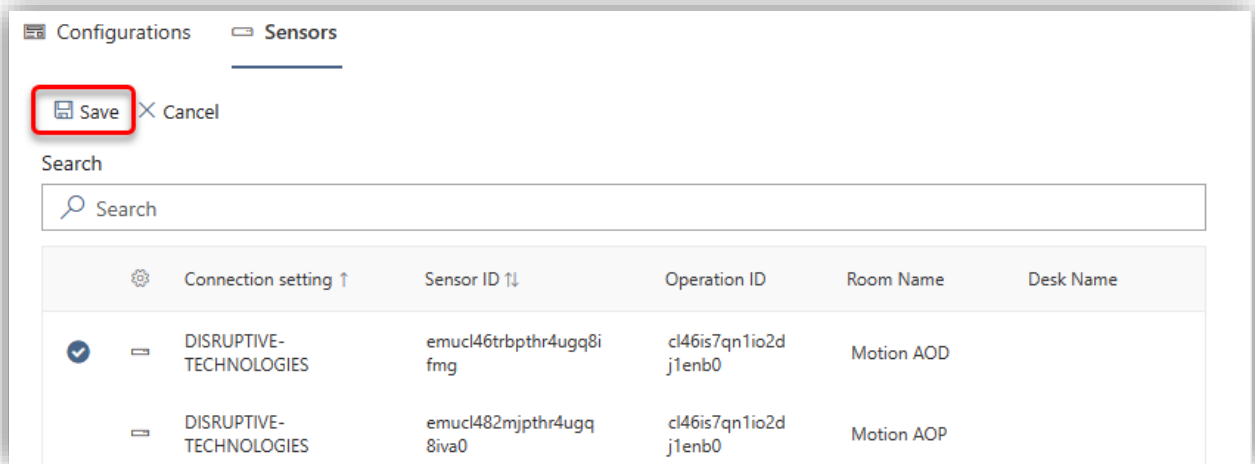 Configurations Sensors
Save Cancel
Search
Search
Connection setting ↑ Sensor ID ↑↓ Operation ID Room Name Desk Name
DISRUPTIVE- emucl46trbpthr4ugq8i cl46is7qn1io2d Motion AOD
TECHNOLOGIES fmg j1enb0
DISRUPTIVE- emucl482mjpthr4ugq cl46is7qn1io2d Motion AOP
TECHNOLOGIES 8iva0 j1enb0